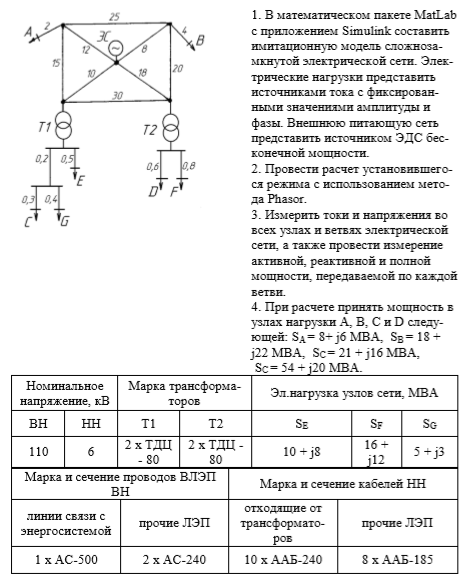 25
A
2
ЭС
4
B
12
8
15
20
10
18
30
T1
T2
0,2
0,5
E
0,6
0,8
D
F
0,3
0,4
C
G
1. В математическом пакете MatLab
с приложением Simulink составить
имитационную модель сложноза-
мкнутой электрической сети. Элек-
трические нагрузки представить
источниками тока с фиксирован-
ными значениями амплитуды и
фазы. Внешнюю питающую сеть
представить источником ЭДС бес-
конечной мощности.
2. Провести расчет установившего-
ся режима с использованием мето-
да Phasor.
3. Измерить токи и напряжения во
всех узлах и ветвях электрической
сети, а также провести измерение
активной, реактивной и полной
мощности, передаваемой по каждой
ветви.
4. При расчете принять мощность в
узлах нагрузки A, B, C и D следу-
ющей: SA = 8+ j6 МВА, SB = 18 +
j22 МВА, SC = 21 + j16 МВА,
SC = 54 + j20 МВА.
Номинальное напряжение, кВ
Марка трансформа-
торов
Эл.нагрузка узлов сети, МВА
ВН
НН
T1
T2
SE
SF
SG
110
6
2 x ТДЦ
- 80
2 x ТДЦ -
80
10 + j8
16 +
j12
5 + j3
Марка и сечение проводов ВЛЭП
ВН
Марка и сечение кабелей НН
линии связи с
энергосистемой
прочие ЛЭП
отходящие от
трансформато-
ров
прочие ЛЭП
1 x АС-500
2 x АС-240
10 x ААБ-240
8 x ААБ-185